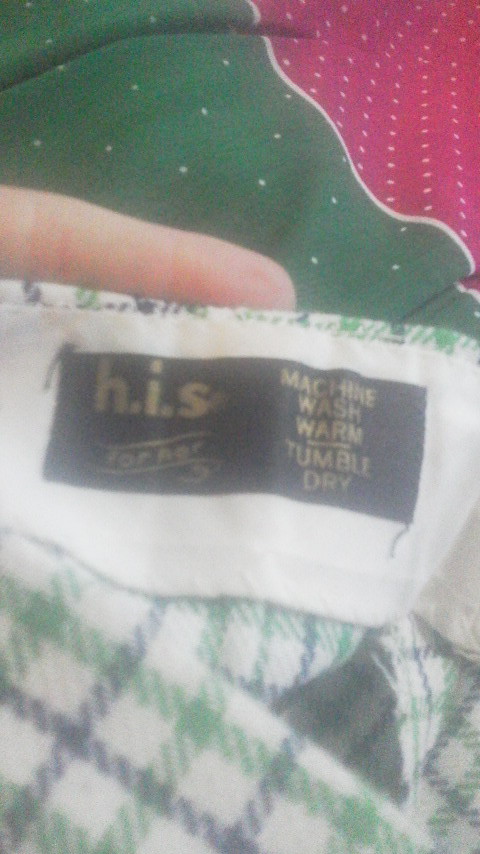 h.i.s
for her
MACHINE
WASH
WARM
TUMBLE
DRY